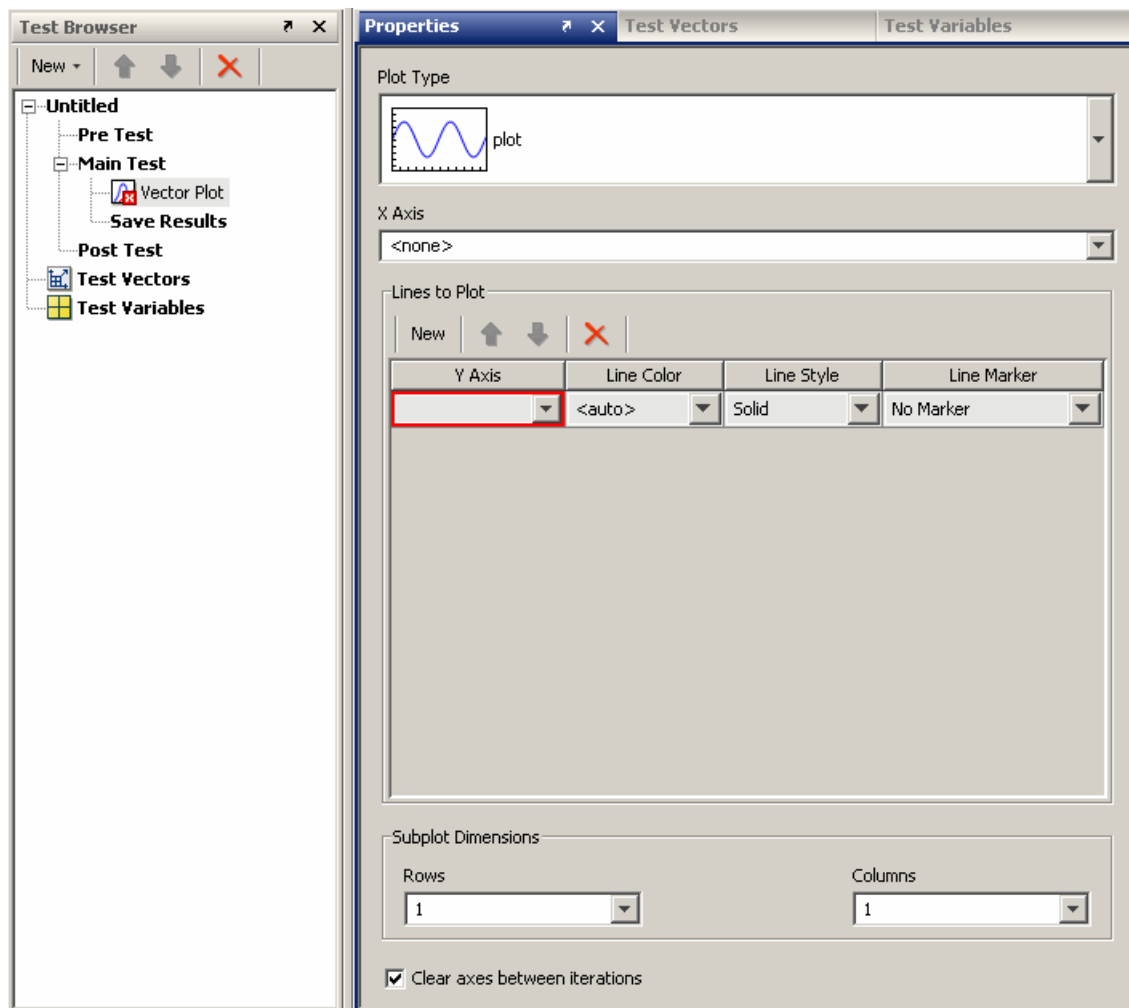 Test Browser
New
Untitled
Pre Test
Main Test
Vector Plot
Save Results
Post Test
Test Vectors
Test Variables
Properties
Test Vectors
Test Variables
Plot Type
plot
X Axis
<none>
Lines to Plot
New
Y Axis Line Color Line Style Line Marker
<auto> Solid No Marker
Subplot Dimensions
Rows Columns
1 1
Clear axes between iterations